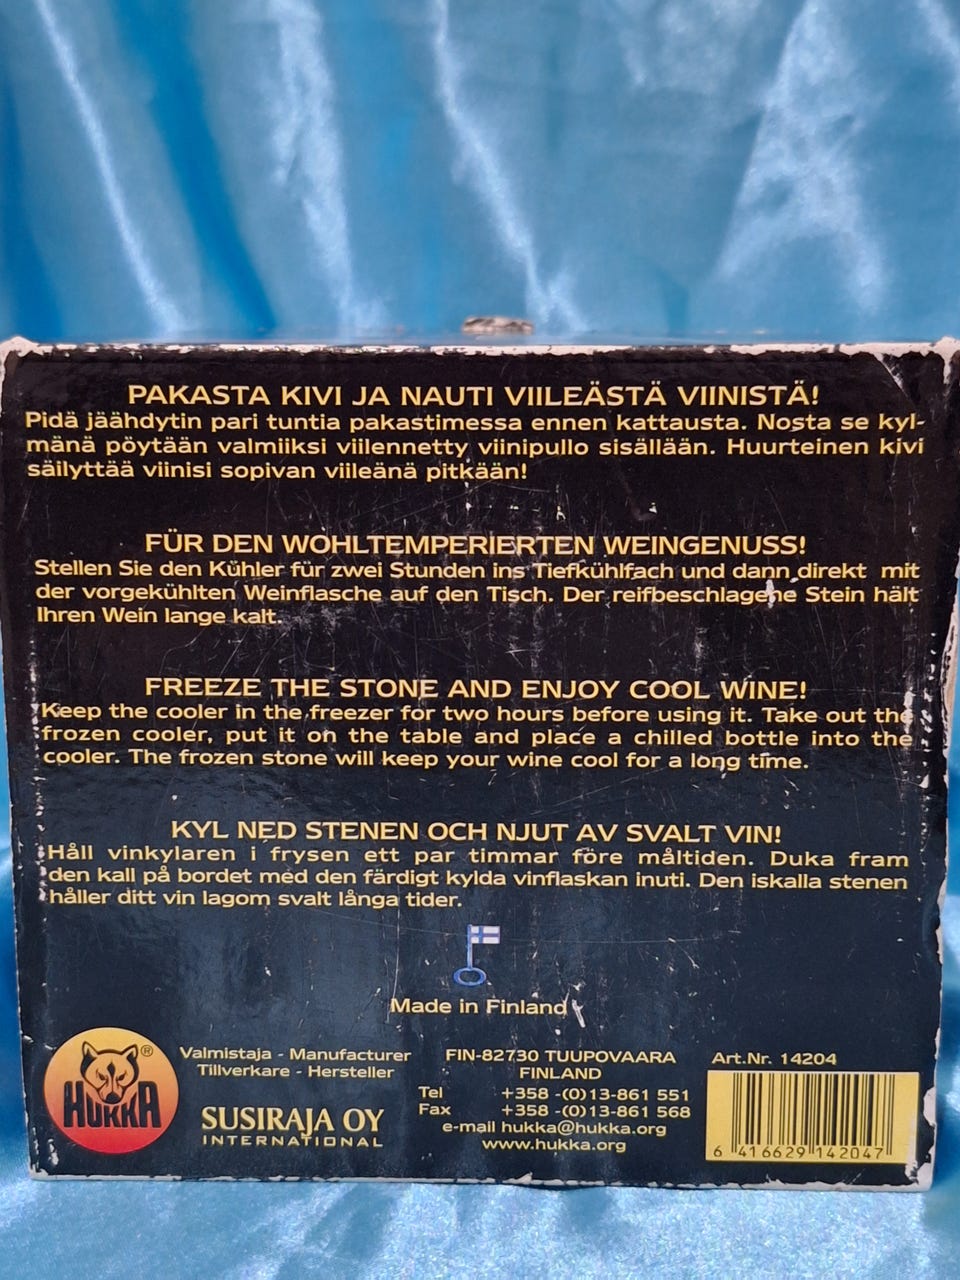 PAKASTA KIVI JA NAUTI VIILEÄSTÄ VIINISTÄ!
Pidä jäähdytin pari tuntia pakastimessa ennen kattausta. Nosta se kyl-
mänä pöytään valmiiksi viilennetty viinipullo sisällään. Huurteinen kivi
säilyttää viinisi sopivan viileänä pitkään!
FÜR DEN WOHLTEMPERIERTEN WEINGENUSS!
Stellen Sie den Kühler für zwei Stunden ins Tiefkühlfach und dann direkt mit
der vorgekühlten Weinflasche auf den Tisch. Der reifbeschlagene Stein hält
Ihren Wein lange kalt.
FREEZE THE STONE AND ENJOY COOL WINE!
Keep the cooler in the freezer for two hours before using it. Take out the
frozen cooler, put it on the table and place a chilled bottle into the
cooler. The frozen stone will keep your wine cool for a long time.
KYL NED STENEN OCH NJUT AV SVALT VIN!
Håll vinkylaren i frysen ett par timmar före måltiden. Duka fram
den kall på bordet med den färdigt kylda vinflaskan inuti. Den iskalla stenen
håller ditt vin lagom svalt långa tider.
Made in Finland
HUKKA ®
Valmistaja - Manufacturer
Tillverkare - Hersteller
SUSIRAJA OY
INTERNATIONAL
FIN-82730 TUUPOVAARA
FINLAND
Tel +358 -(0)13-861 551
Fax +358 -(0)13-861 568
e-mail hukka@hukka.org
www.hukka.org
Art.Nr. 14204
6 416629 142047